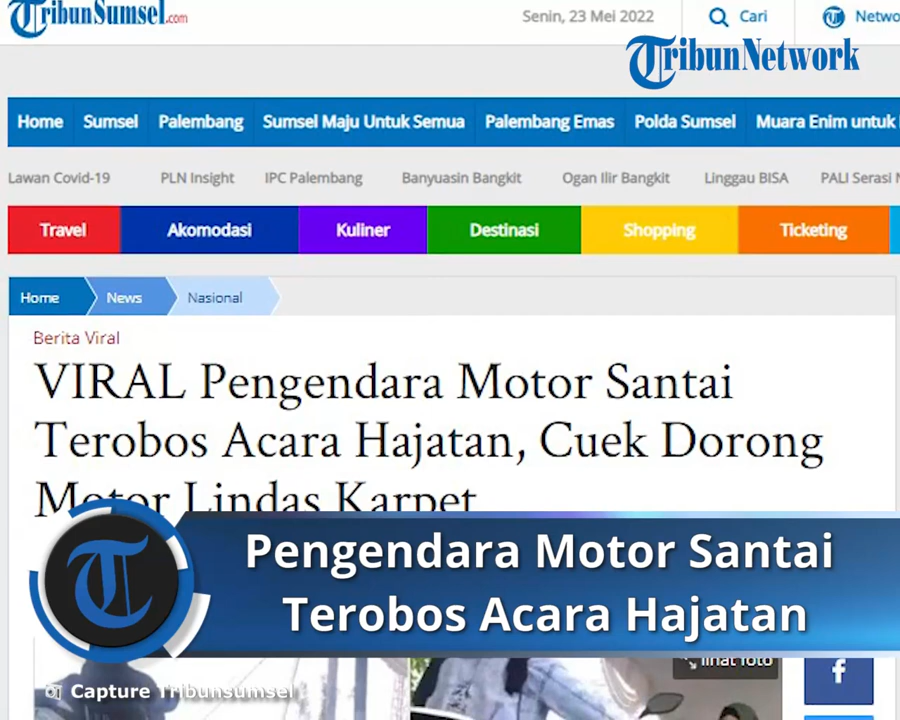 TribunSumsel.com
Senin, 23 Mei 2022
Cari
Netwo
TribunNetwork
Home Sumsel Palembang Sumsel Maju Untuk Semua Palembang Emas Polda Sumsel Muara Enim untuk
Lawan Covid-19 PLN Insight IPC Palembang Banyuasin Bangkit Ogan Ilir Bangkit Linggau BISA PALI Serasi N
Travel Akomodasi Kuliner Destinasi Shopping Ticketing
Home News Nasional
Berita Viral
VIRAL Pengendara Motor Santai
Terobos Acara Hajatan, Cuek Dorong
Motor Lindas Karpet
Pengendara Motor Santai
Terobos Acara Hajatan
T
lihat foto
f
Capture Tribunsumsel